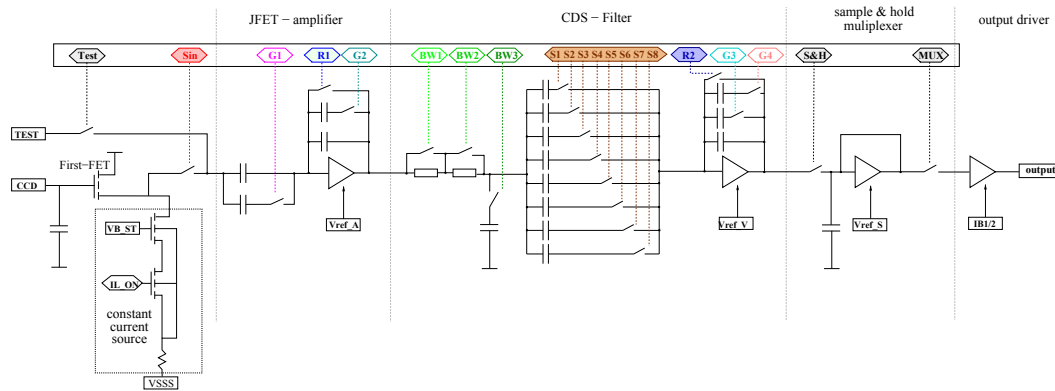 JFET − amplifier
CDS − Filter
sample & hold
muliplexer
output driver
Test
Sin
G1
R1
G2
BW1
BW2
BW3
S1 S2 S3 S4 S5 S6 S7 S8
R2
G3
G4
S&H
MUX
TEST
First−FET
CCD
output
VB_ST
Vref_A
Vref_V
Vref_S
IB1/2
IL_ON
constant
current
source
VSSS